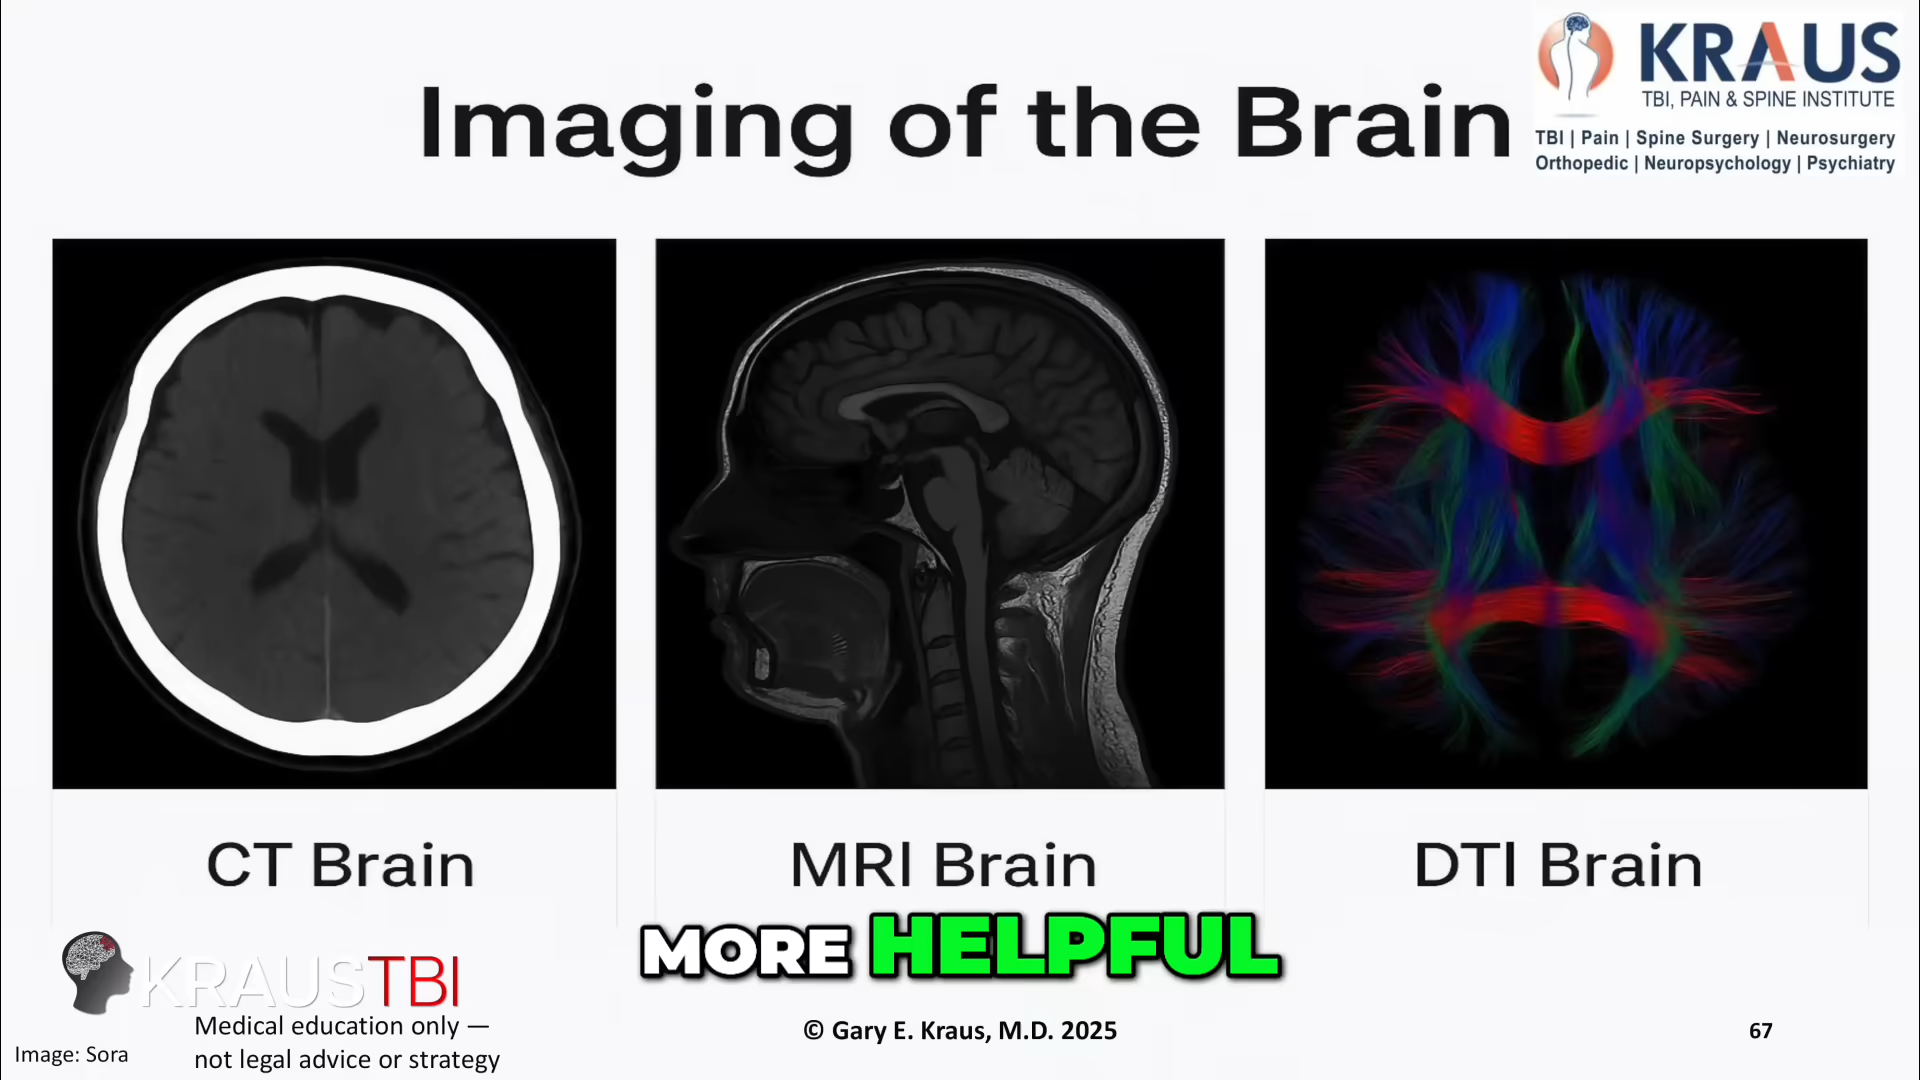 Imaging of the Brain
KRAUS
TBI, PAIN & SPINE INSTITUTE
TBI | Pain | Spine Surgery | Neurosurgery
Orthopedic | Neuropsychology | Psychiatry
CT Brain
MRI Brain
DTI Brain
MORE HELPFUL
KRAUSTBI
Medical education only —
not legal advice or strategy
Image: Sora
© Gary E. Kraus, M.D. 2025
67